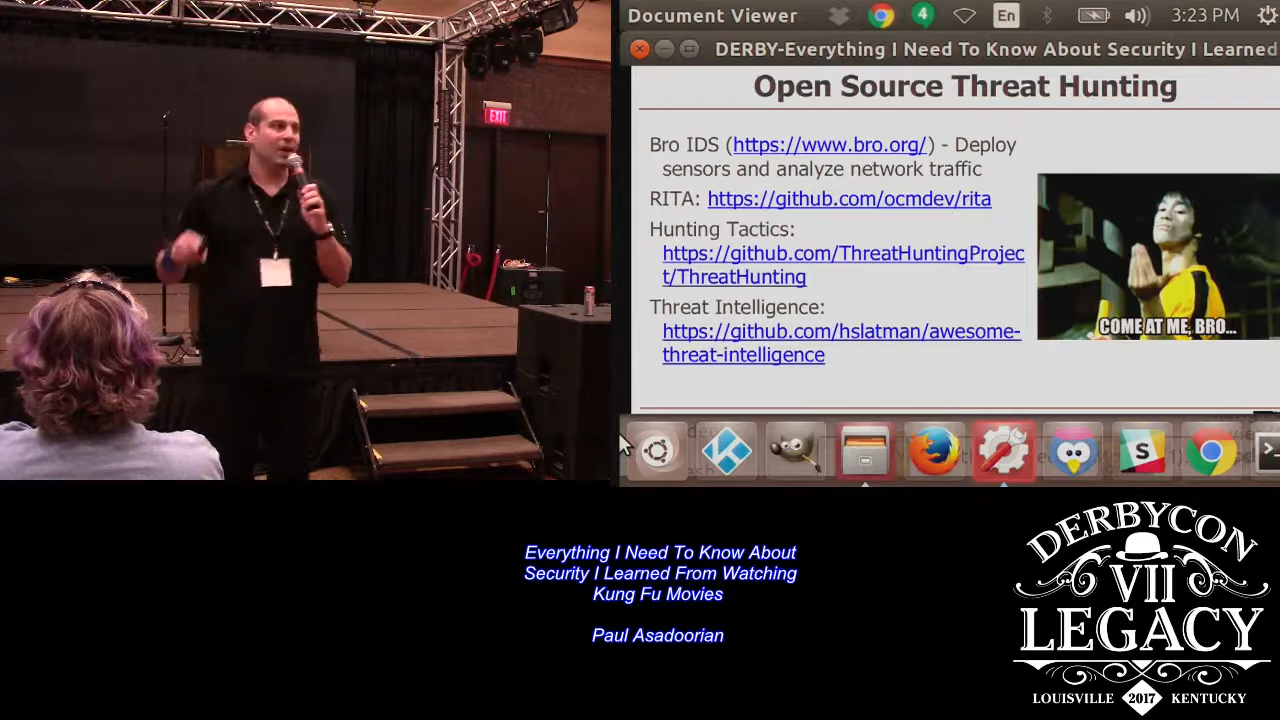 EXIT
Document Viewer
4
En
3:23 PM
DERBY-Everything I Need To Know About Security I Learned
Open Source Threat Hunting
Bro IDS (https://www.bro.org/) - Deploy
sensors and analyze network traffic
RITA: https://github.com/ocmdev/rita
Hunting Tactics:
https://github.com/ThreatHuntingProjec
t/ThreatHunting
Threat Intelligence:
https://github.com/hslatman/awesome-
threat-intelligence
COME AT ME, BRO...
S
>_
Everything I Need To Know About
Security I Learned From Watching
Kung Fu Movies
Paul Asadoorian
DERBYCON
VII
LEGACY
LOUISVILLE 2017 KENTUCKY